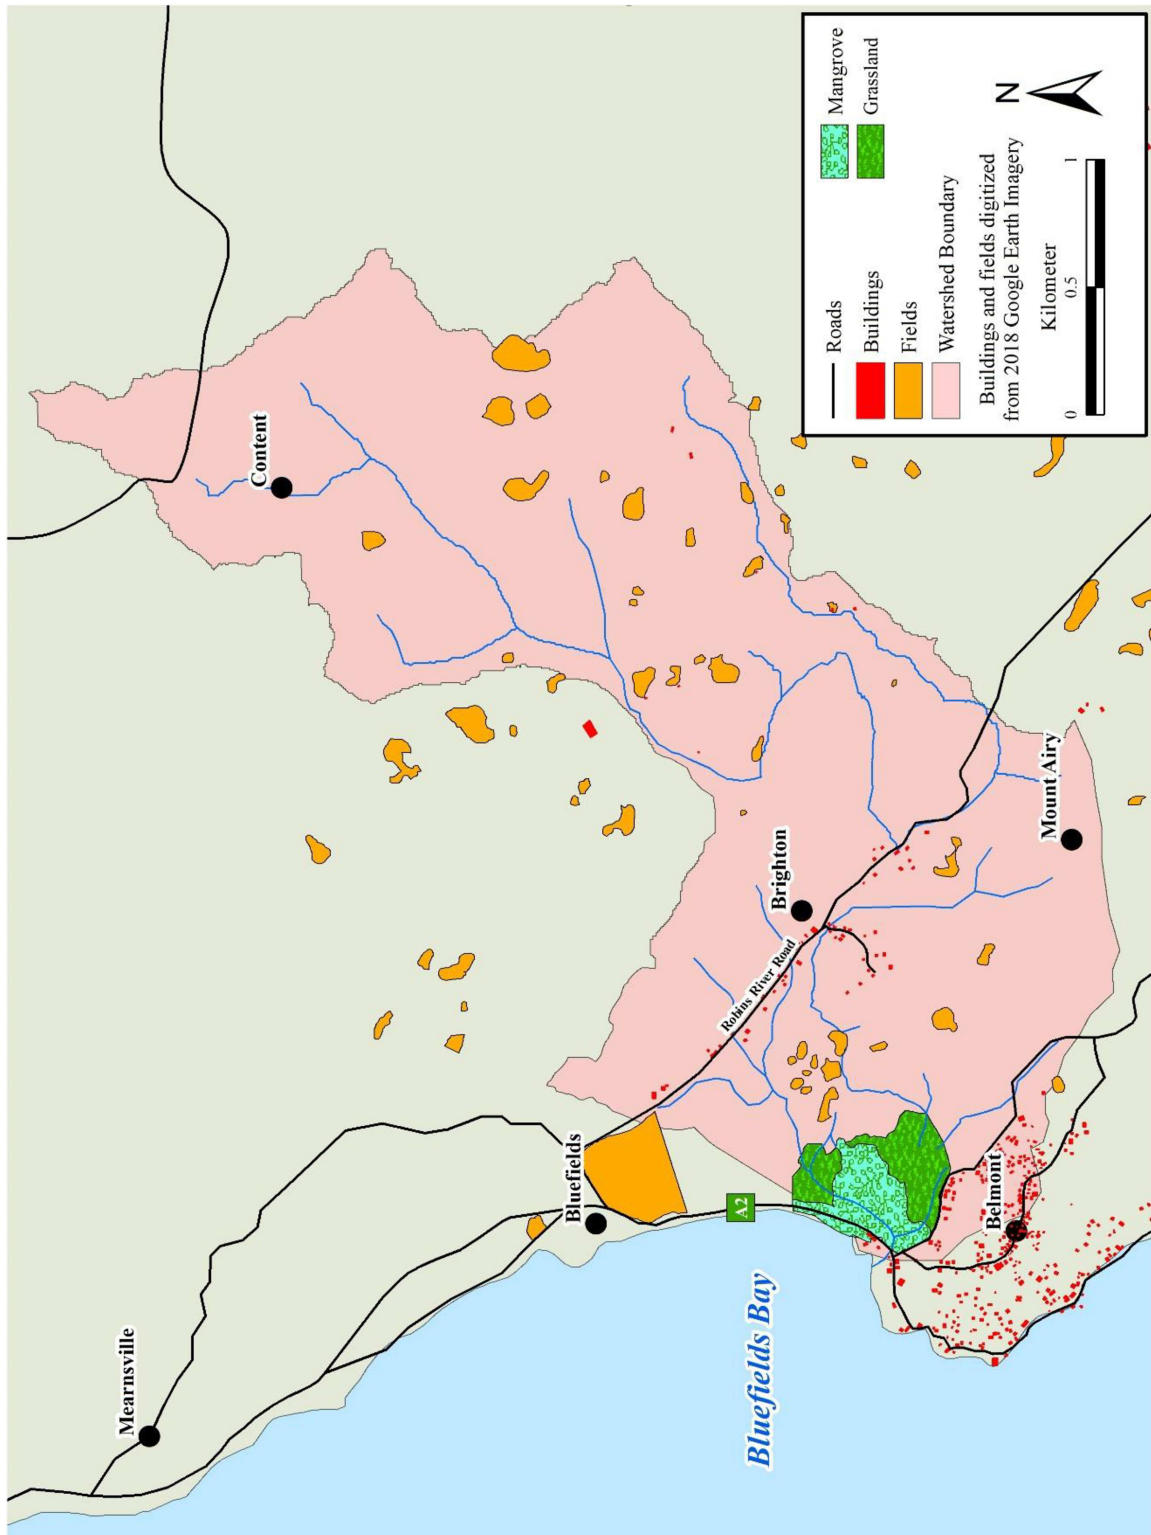 Mearnsville
Bluefields
Content
A2
Robins River Road
Brighton
Bluefields Bay
Belmont
Mount Airy
Roads
Buildings
Fields
Watershed Boundary
Mangrove
Grassland
Buildings and fields digitized
from 2018 Google Earth Imagery
Kilometer
0 0.5 1
N